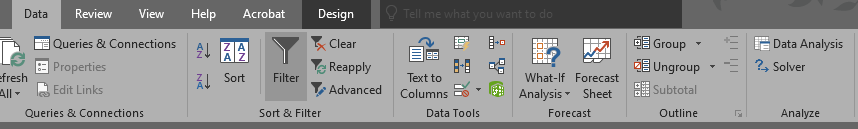 Data Review View Help Acrobat Design Tell me what you want to do
Queries & Connections
Properties
Edit Links
efresh
All
A Z
Z A
Z A A Z
Sort
Filter
Clear
Reapply
Advanced
Text to
Columns
What-If
Analysis
Forecast
Sheet
Group
Ungroup
Subtotal
Data Analysis
? Solver
Queries & Connections Sort & Filter Data Tools Forecast Outline Analyze